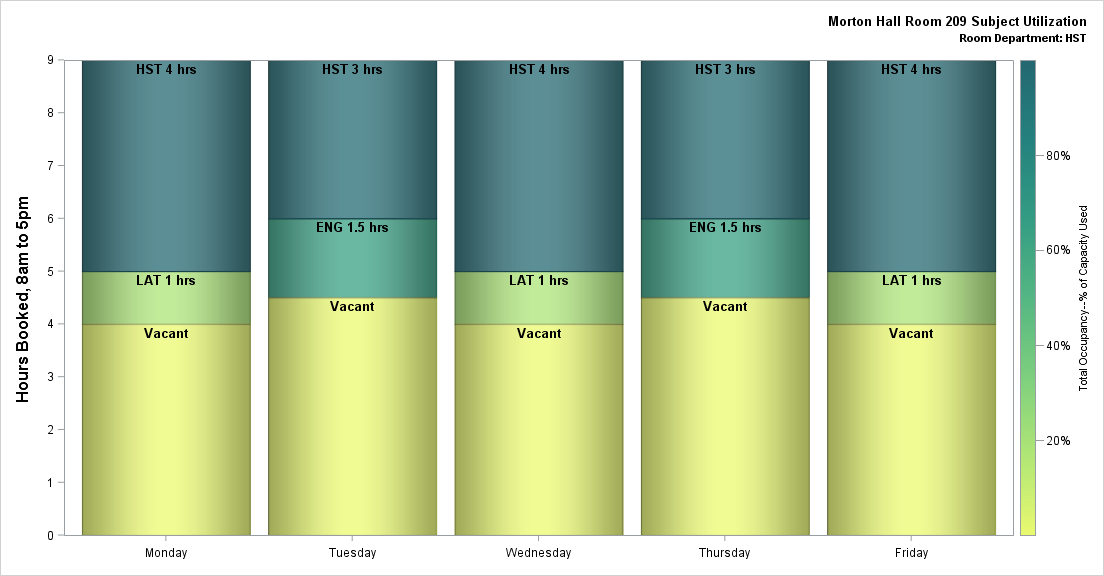 Morton Hall Room 209 Subject Utilization
Room Department: HST
Hours Booked, 8am to 5pm
9
8
7
6
5
4
3
2
1
0
HST 4 hrs
LAT 1 hrs
Vacant
HST 3 hrs
ENG 1.5 hrs
Vacant
HST 4 hrs
LAT 1 hrs
Vacant
HST 3 hrs
ENG 1.5 hrs
Vacant
HST 4 hrs
LAT 1 hrs
Vacant
Monday
Tuesday
Wednesday
Thursday
Friday
80%
60%
40%
20%
Total Occupancy--% of Capacity Used